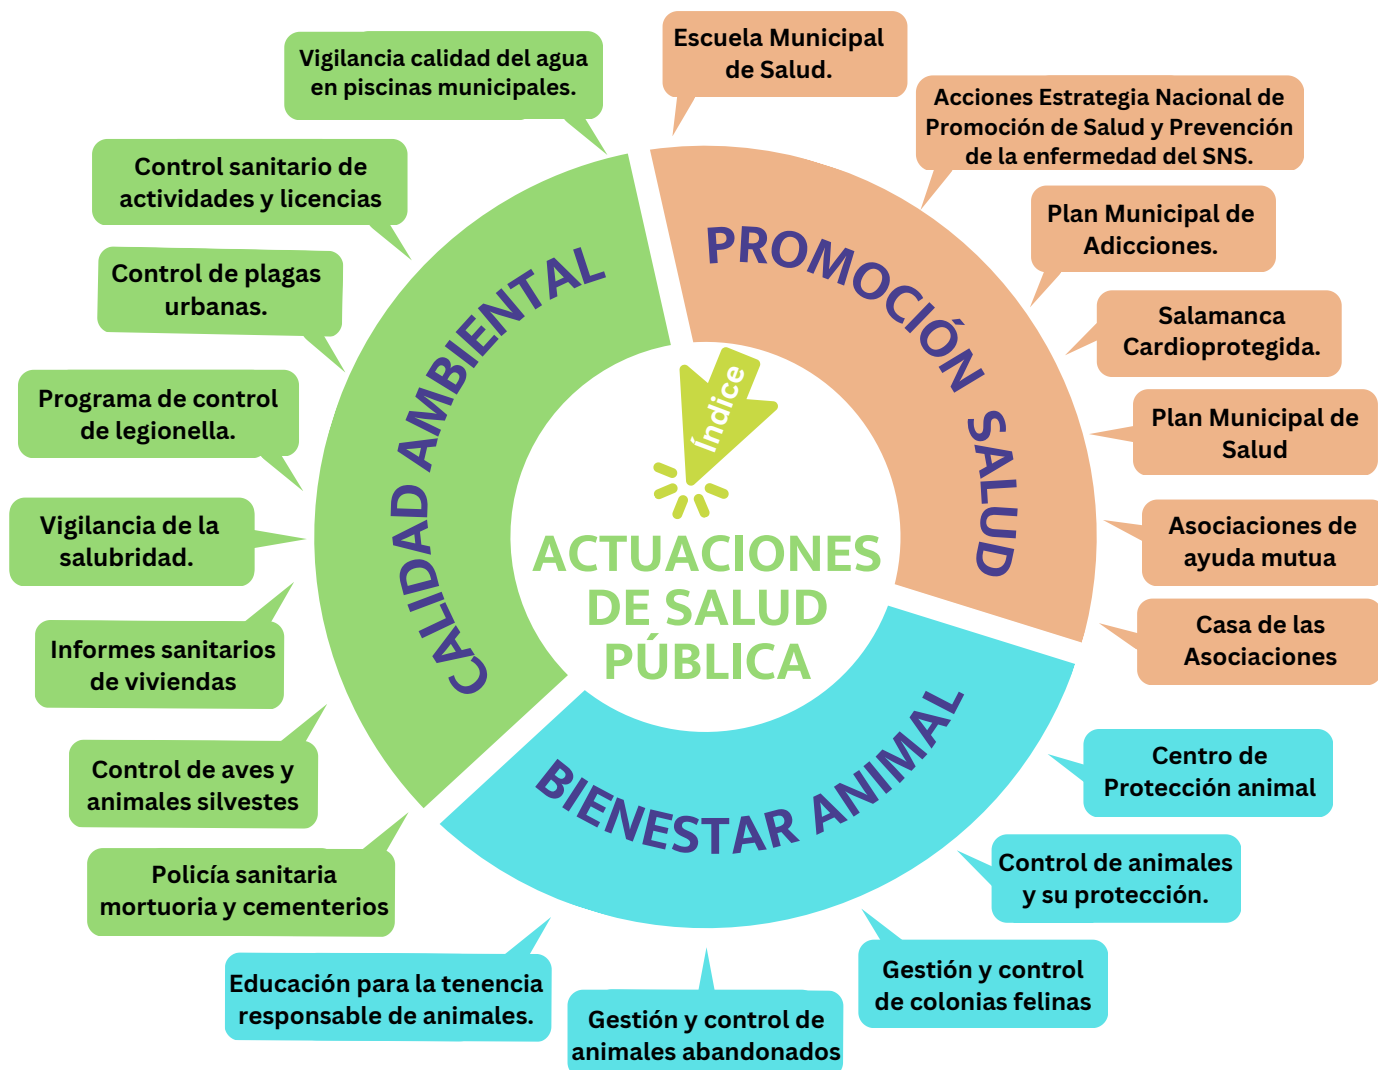 Escuela Municipal
de Salud.
Acciones Estrategia Nacional de
Promoción de Salud y Prevención
de la enfermedad del SNS.
Plan Municipal de
Adicciones.
Salamanca
Cardioprotegida.
Plan Municipal de
Salud
Asociaciones de
ayuda mutua
Casa de las
Asociaciones
PROMOCIÓN SALUD
Centro de
Protección animal
Control de animales
y su protección.
Gestión y control
de colonias felinas
Gestión y control de
animales abandonados
Educación para la tenencia
responsable de animales.
BIENESTAR ANIMAL
Vigilancia calidad del agua
en piscinas municipales.
Control sanitario de
actividades y licencias
Control de plagas
urbanas.
Programa de control
de legionella.
Vigilancia de la
salubridad.
Informes sanitarios
de viviendas
Control de aves y
animales silvestes
Policía sanitaria
mortuoria y cementerios
CALIDAD AMBIENTAL
Índice
ACTUACIONES
DE SALUD
PÚBLICA